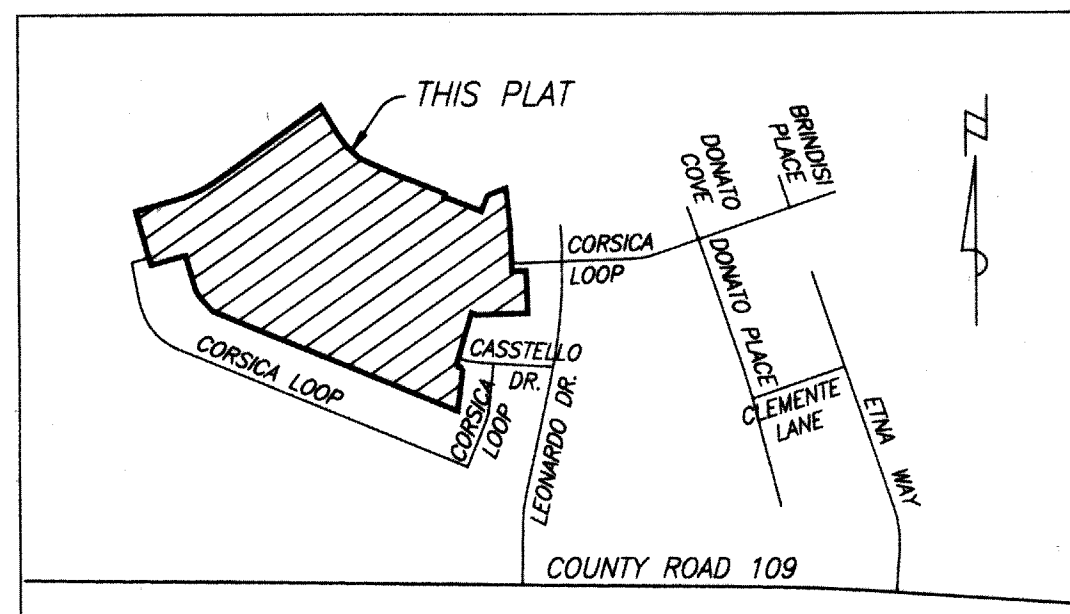 THIS PLAT
BRINDISI
PLACE
DONATO
COVE
N
CORSICA
LOOP
DONATO PLACE
CORSICA LOOP
CASSTELLO
DR.
CORSICA
LOOP
LEONARDO DR.
CLEMENTE
LANE
ETNA WAY
COUNTY ROAD 109